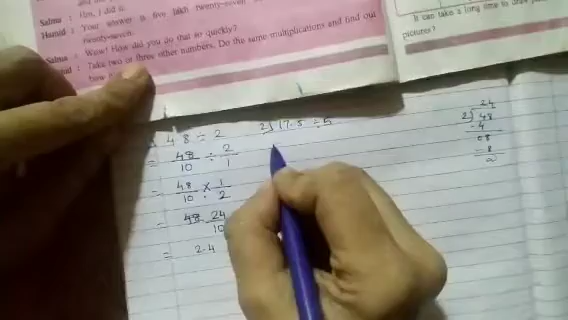 Salma : Yes, I did it.
Hamid : Your answer is five lakh twenty-seven
twenty-seven.
Salma : Wow! How did you do that so quickly?
Take two or three other numbers. Do the same multiplications and find out
how
It can take a long time to draw
pictures?
4 8 ÷ 2
= 48/10 ÷ 2/1
= 48/10 × 1/2
= 48 24/10
= 2.4
2) 17.5 ÷ 5
24
2) 48
-4
08
-8
0